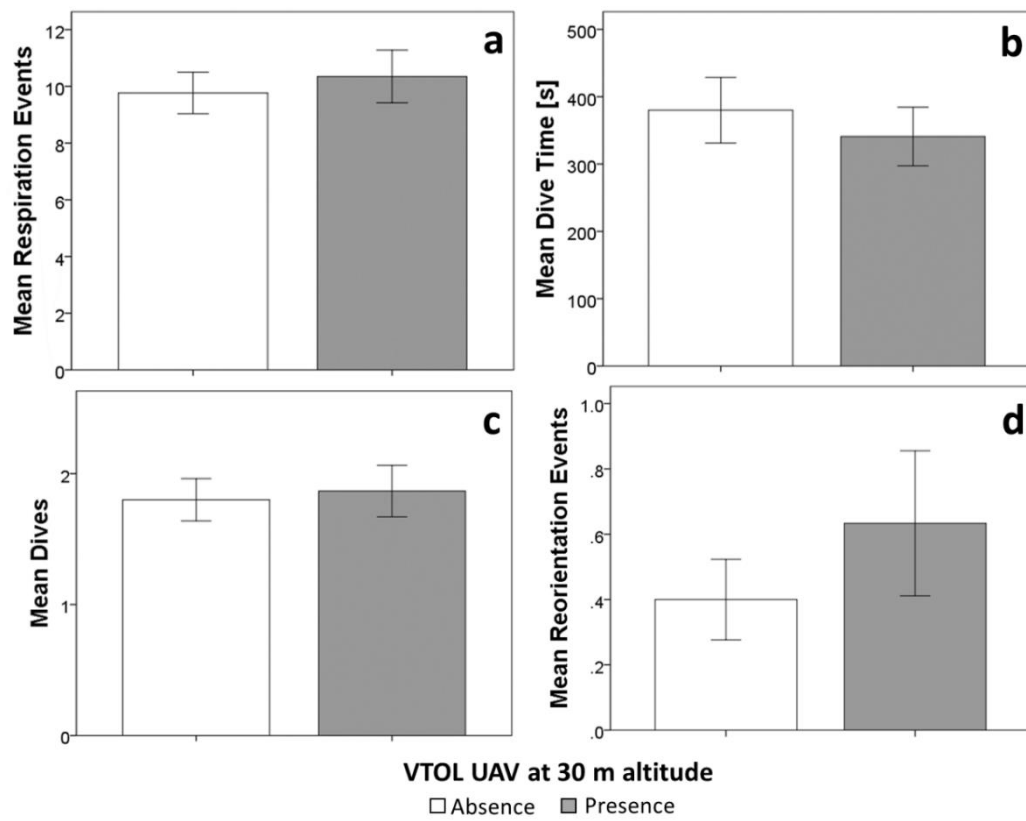 a
Mean Respiration Events
12
10
8
6
4
2
0
b
Mean Dive Time [s]
500
400
300
200
100
0
c
Mean Dives
2
1
0
d
Mean Reorientation Events
1.0
.8
.6
.4
.2
.0
VTOL UAV at 30 m altitude
Absence Presence